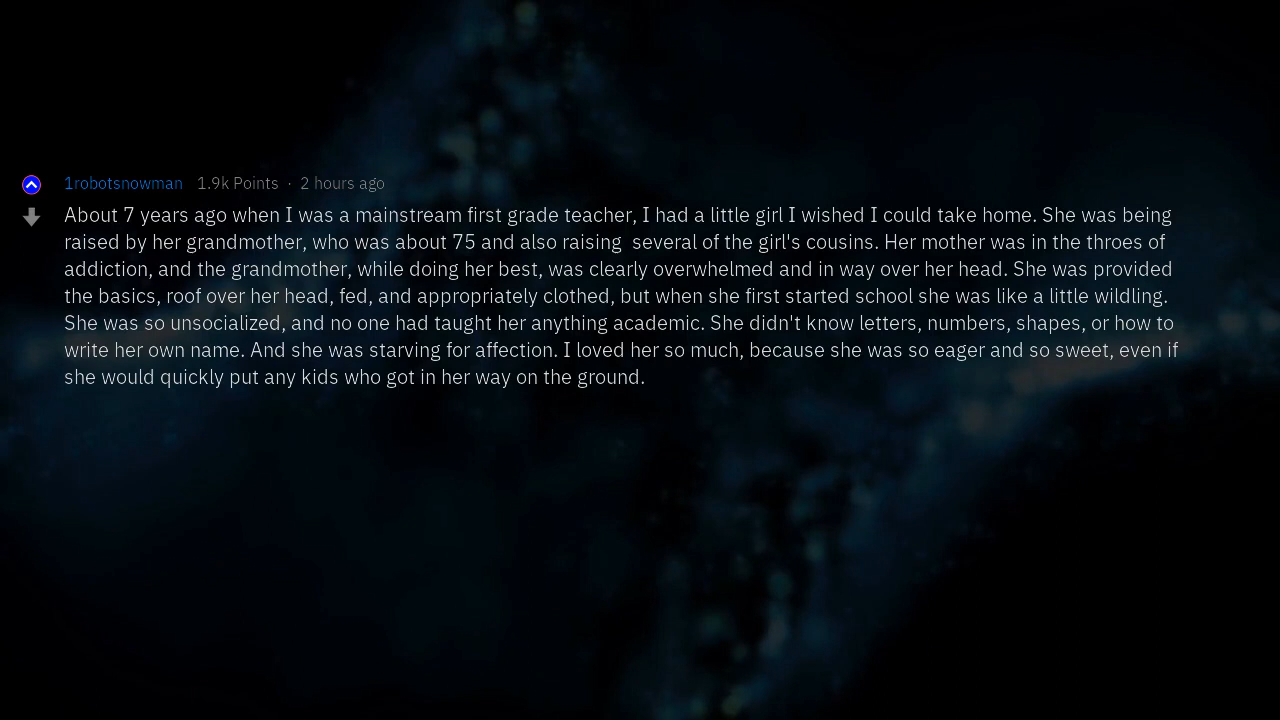 1robotsnowman 1.9k Points · 2 hours ago
About 7 years ago when I was a mainstream first grade teacher, I had a little girl I wished I could take home. She was being
raised by her grandmother, who was about 75 and also raising  several of the girl's cousins. Her mother was in the throes of
addiction, and the grandmother, while doing her best, was clearly overwhelmed and in way over her head. She was provided
the basics, roof over her head, fed, and appropriately clothed, but when she first started school she was like a little wildling.
She was so unsocialized, and no one had taught her anything academic. She didn't know letters, numbers, shapes, or how to
write her own name. And she was starving for affection. I loved her so much, because she was so eager and so sweet, even if
she would quickly put any kids who got in her way on the ground.